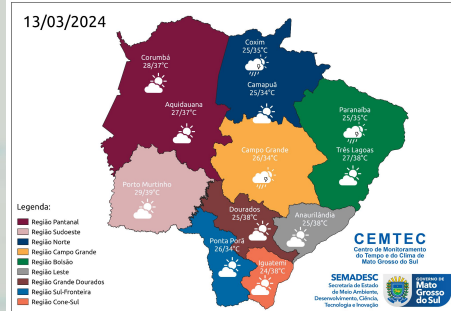 13/03/2024
Coxim
25/35°C
Corumbá
28/37°C
Camapuã
25/34°C
Aquidauana
27/37°C
Paranaíba
25/35°C
Campo Grande
26/34°C
Três Lagoas
27/38°C
Porto Murtinho
29/39°C
Dourados
25/38°C
Anaurilândia
25/38°C
Ponta Porã
26/34°C
Iguatemi
24/38°C
Legenda:
Região Pantanal
Região Sudoeste
Região Norte
Região Campo Grande
Região Bolsão
Região Leste
Região Grande Dourados
Região Sul-Fronteira
Região Cone-Sul
CEMTEC
Centro de Monitoramento
do Tempo e do Clima de
Mato Grosso do Sul
SEMADESC
Secretaria de Estado
de Meio Ambiente,
Desenvolvimento, Ciência,
Tecnologia e Inovação
GOVERNO DE
Mato
Grosso
do Sul